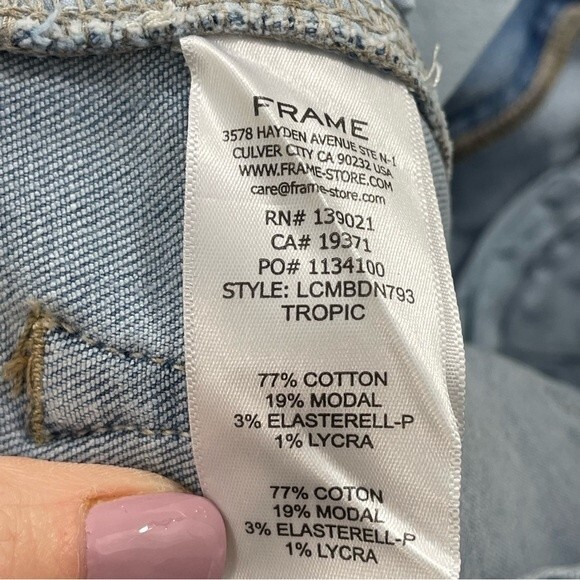 FRAME
3578 HAYDEN AVENUE STE N-1
CULVER CITY CA 90232 USA
WWW.FRAME-STORE.COM
care@frame-store.com
RN# 139021
CA# 19371
PO# 1134100
STYLE: LCMBDN793
TROPIC
77% COTTON
19% MODAL
3% ELASTERELL-P
1% LYCRA
77% COTON
19% MODAL
3% ELASTERELL-P
1% LYCRA